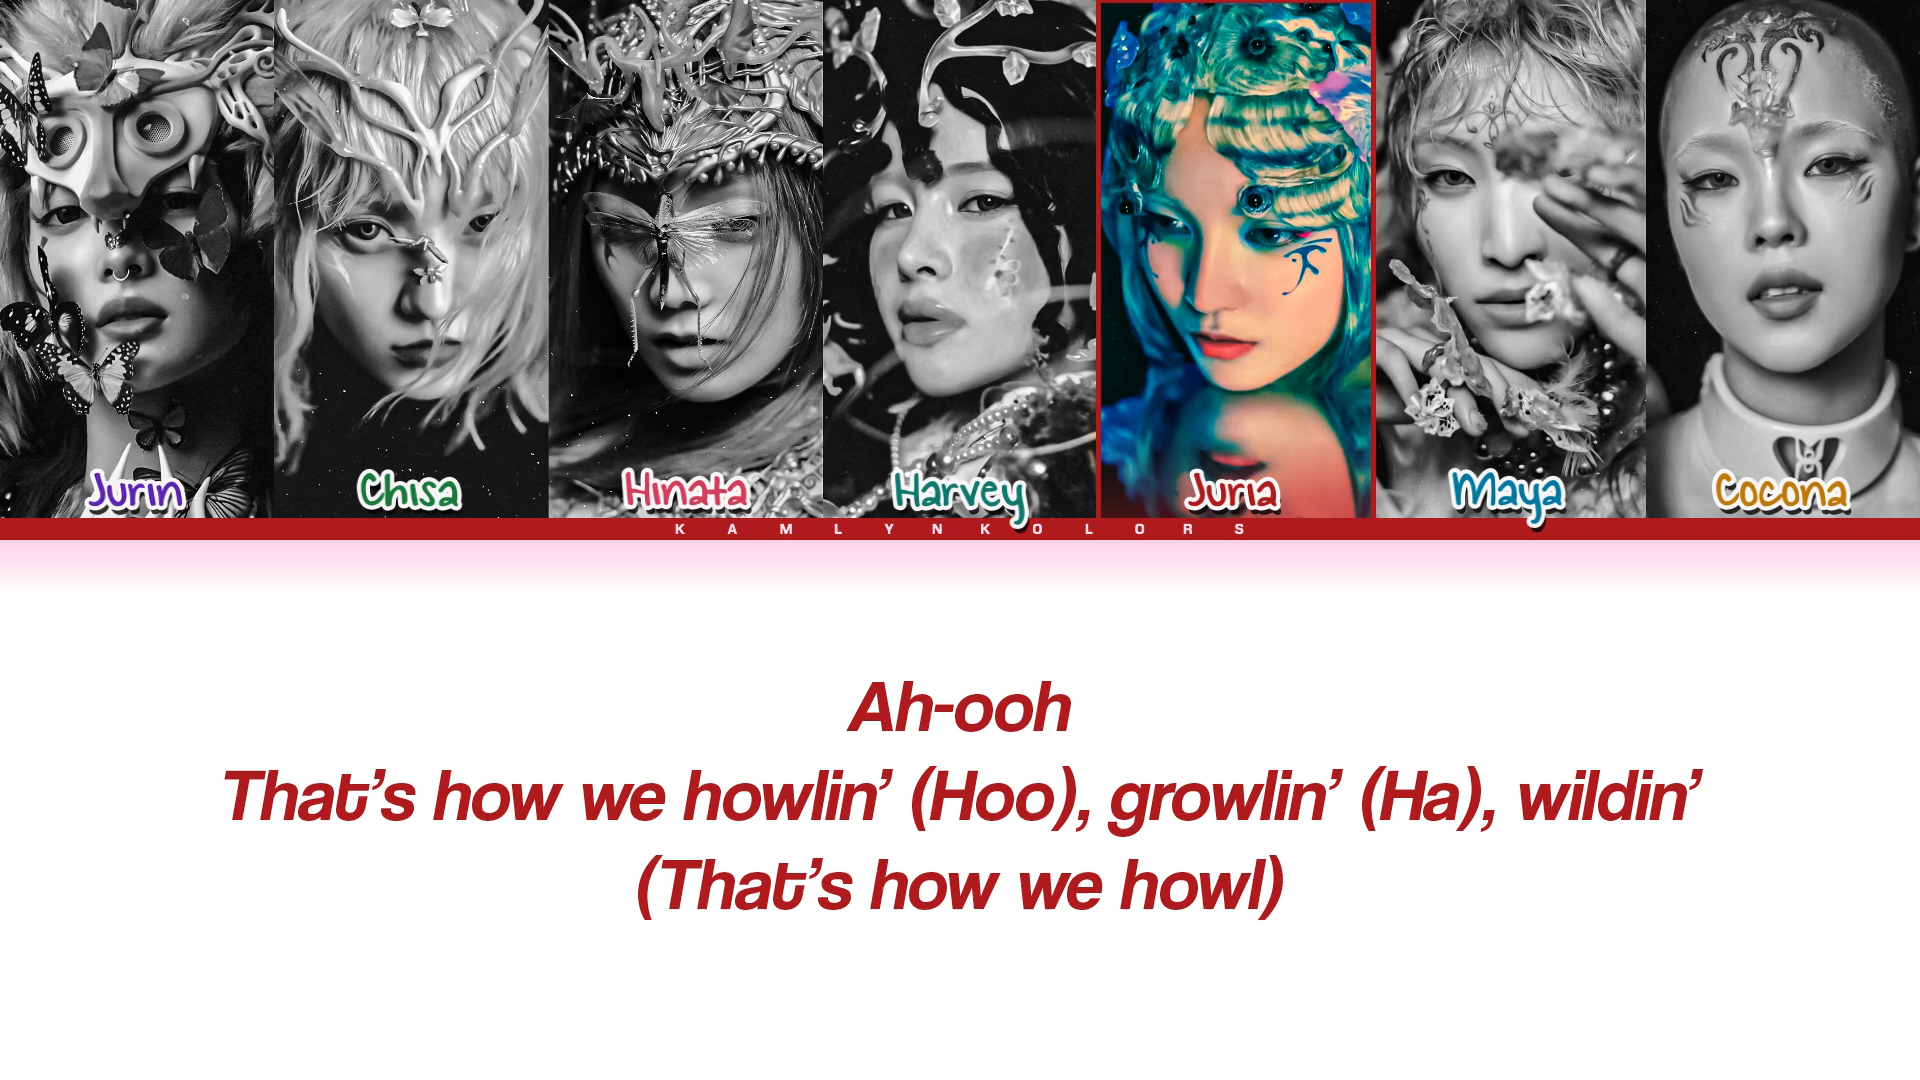 Jurin
Chisa
Hinata
Harvey
Juria
Maya
Cocona
KAMLYNKOLORS
Ah-ooh
That’s how we howlin’ (Hoo), growlin’ (Ha), wildin’
(That’s how we howl)